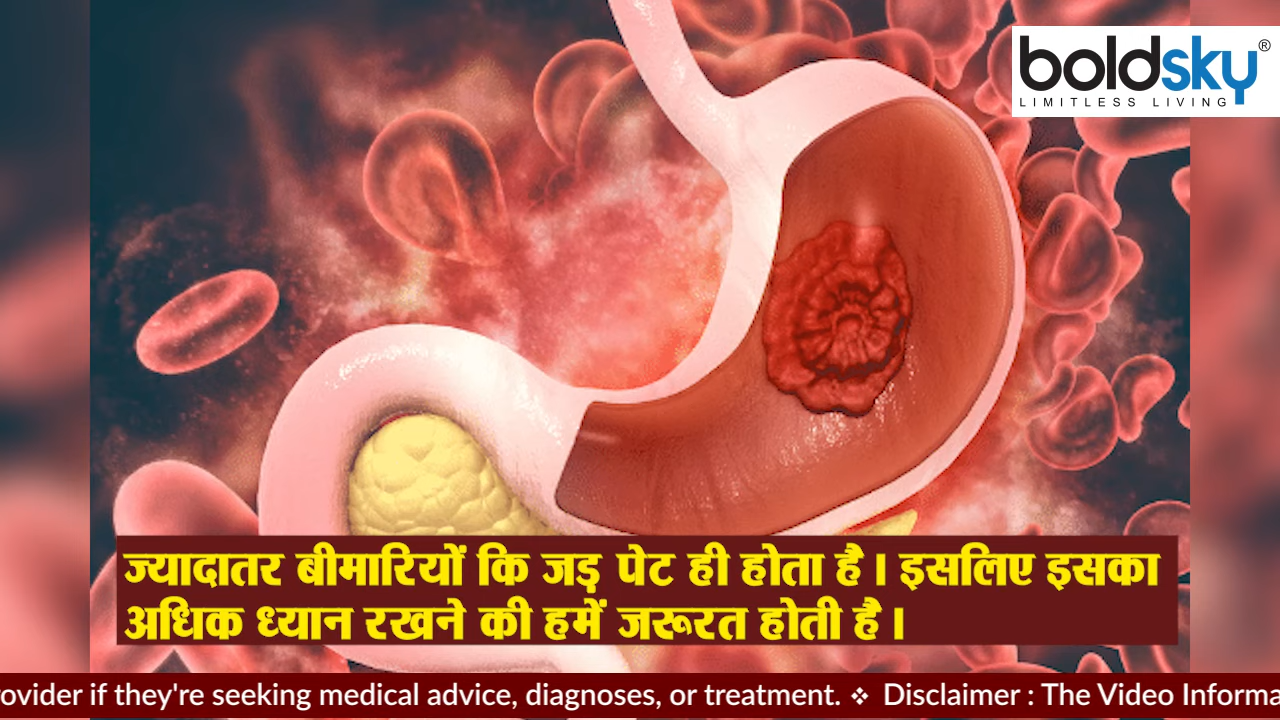 boldsky®
LIMITLESS LIVING
ज्यादातर बीमारियों कि जड़ पेट ही होता है । इसलिए इसका
अधिक ध्यान रखने की हमें जरूरत होती है ।
ovider if they're seeking medical advice, diagnoses, or treatment. ❖ Disclaimer : The Video Informa